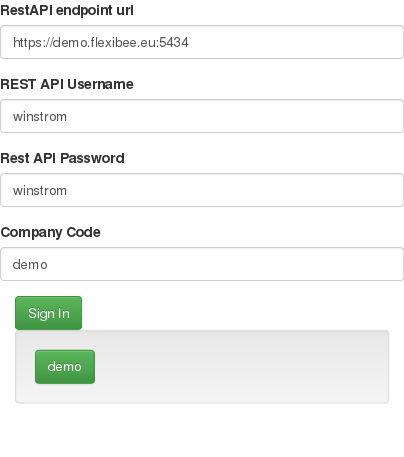 RestAPI endpoint url
https://demo.flexibee.eu:5434
REST API Username
winstrom
Rest API Password
winstrom
Company Code
demo
Sign In
demo